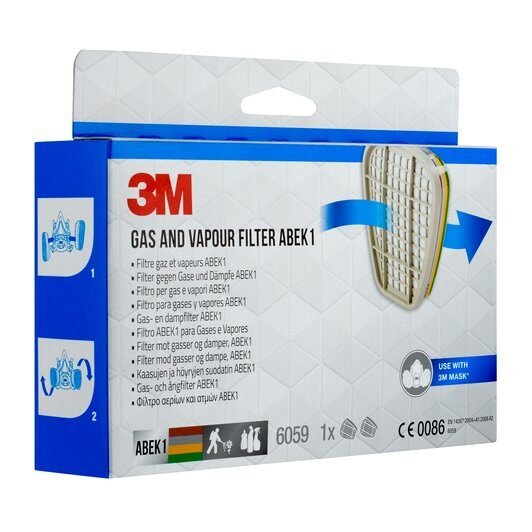 3M
GAS AND VAPOUR FILTER ABEK1
• Filtre gaz et vapeurs ABEK1
• Filter gegen Gase und Dämpfe ABEK1
• Filtro per gas e vapori ABEK1
• Filtro para gases y vapores ABEK1
• Gas- en dampfilter ABEK1
• Filtro ABEK1 para Gases e Vapores
• Filter mot gasser og damper, ABEK1
• Filter mod gasser og dampe, ABEK1
• Kaasujen ja höyryjen suodatin ABEK1
• Gas- och ångfilter ABEK1
• Φίλτρο αερίων και ατμών ABEK1
1
2
USE WITH
3M MASK*
ABEK1
6059 1x
CE 0086
EN 14387:2004+A1:2008 R2
6059